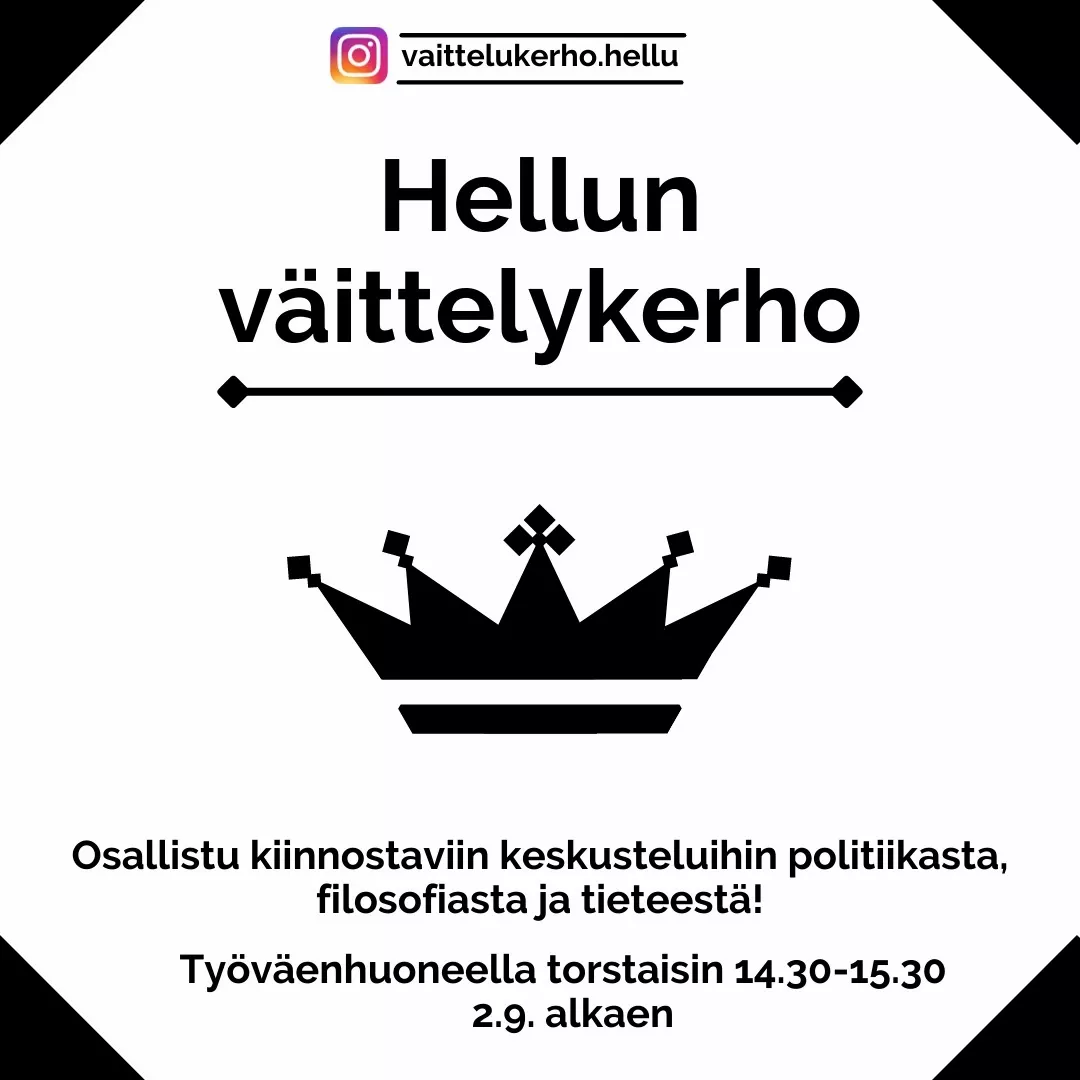 vaittelukerho.hellu
Hellun
väittelykerho
Osallistu kiinnostaviin keskusteluihin politiikasta,
filosofiasta ja tieteestä!
Työväenhuoneella torstaisin 14.30-15.30
2.9. alkaen